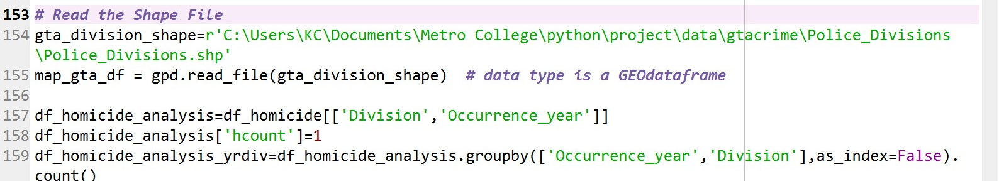 153 # Read the Shape File
154 gta_division_shape=r'C:\Users\KC\Documents\Metro College\python\project\data\gtacrime\Police_Divisions
\Police_Divisions.shp'
155 map_gta_df = gpd.read_file(gta_division_shape)  # data type is a GEOdataframe
156
157 df_homicide_analysis=df_homicide[['Division','Occurrence_year']]
158 df_homicide_analysis['hcount']=1
159 df_homicide_analysis_yrdiv=df_homicide_analysis.groupby(['Occurrence_year','Division'],as_index=False).
count()